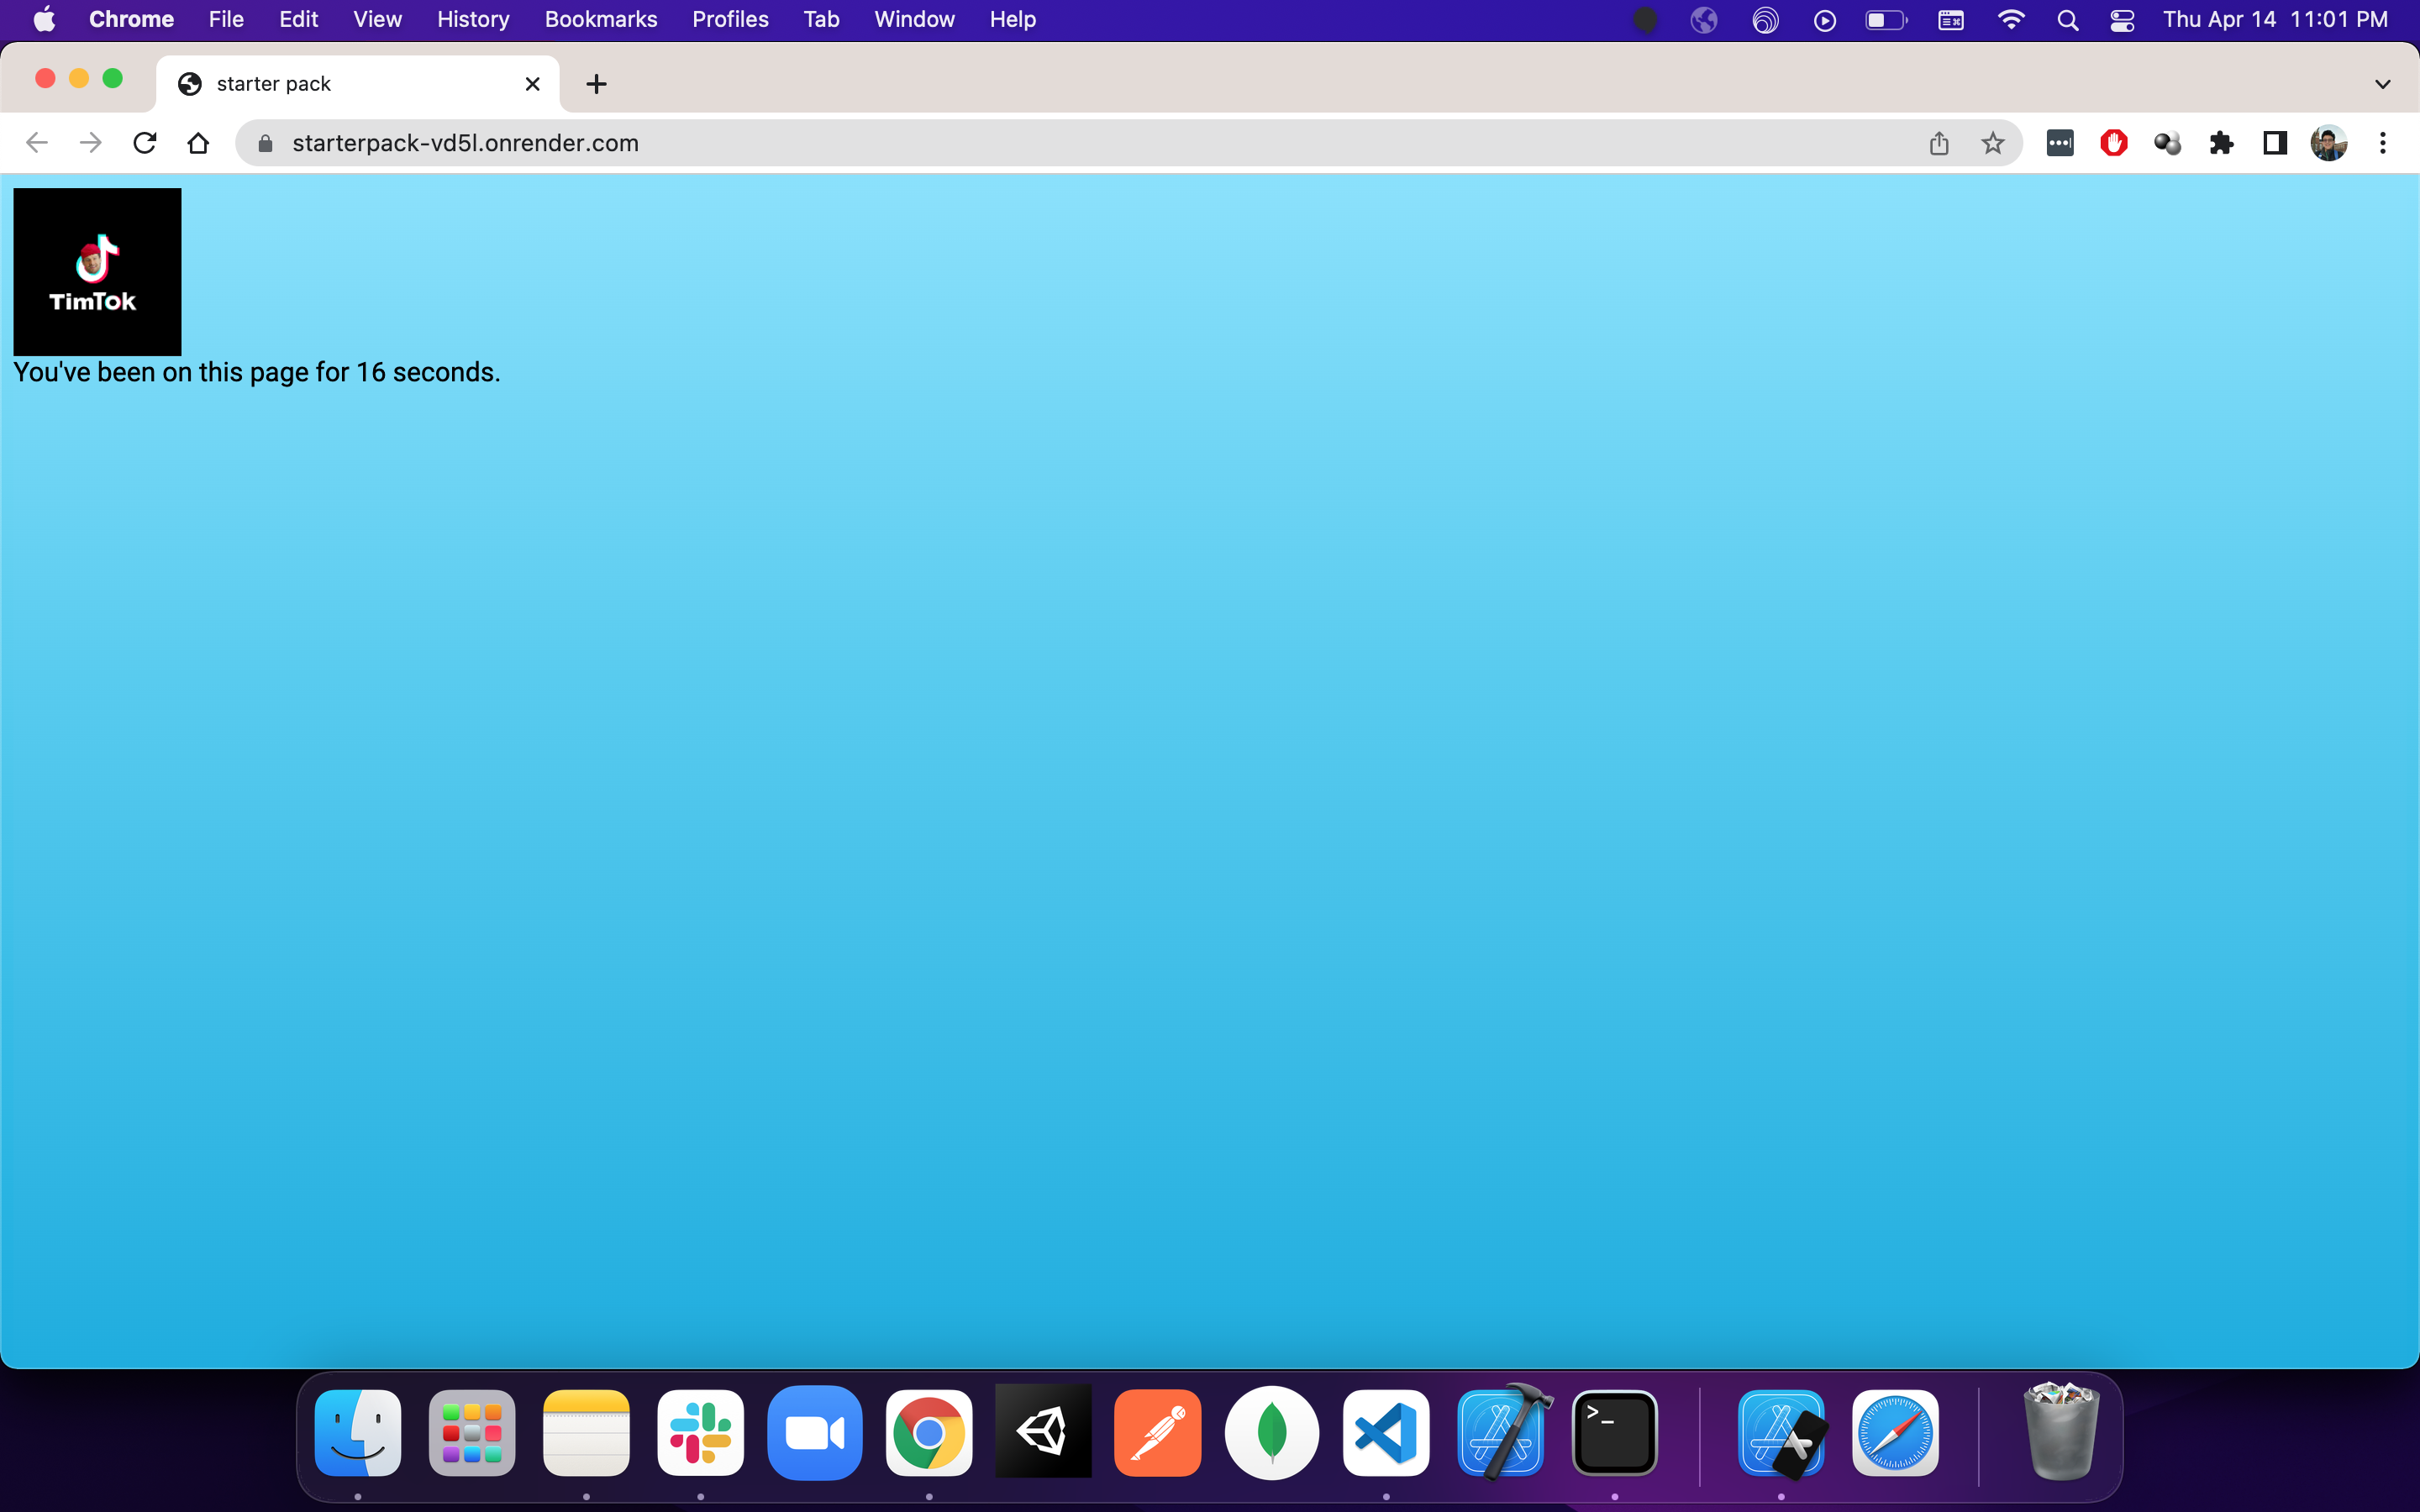 Chrome File Edit View History Bookmarks Profiles Tab Window Help Thu Apr 14 11:01 PM
starter pack
starterpack-vd5l.onrender.com
TimTok
You've been on this page for 16 seconds.